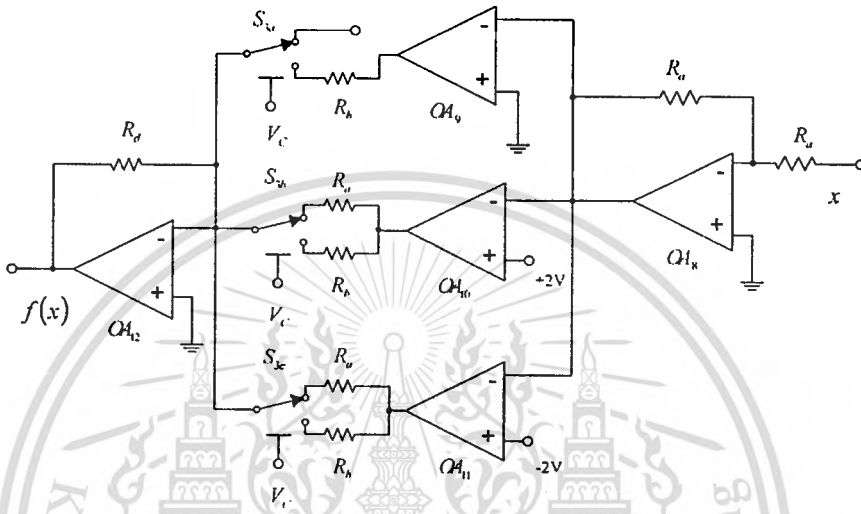 S₃ₐ
-
+
R_b
OA₉
V_C
R_a
R_d
R_a
S₃b
R_a
-
-
x
-
+
+
+2V
+
R_b
OA₈
f(x)
OA₁₂
V_C
OA₁₀
S₃c
R_a
-
+
R_b
OA₁₁
-2V
V_C